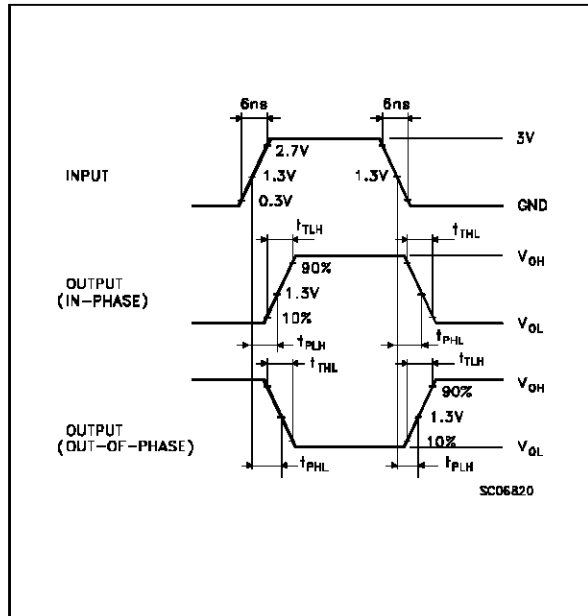 6ns 6ns
3V
2.7V
INPUT 1.3V 1.3V
0.3V
GND
tTLH tTHL
VOH
90%
OUTPUT
(IN-PHASE)
1.3V
10%
VOL
tPLH tPHL
tTHL tTLH
VOH
90%
OUTPUT
(OUT-OF-PHASE)
1.3V
10%
VOL
tPHL tPLH
SC06820